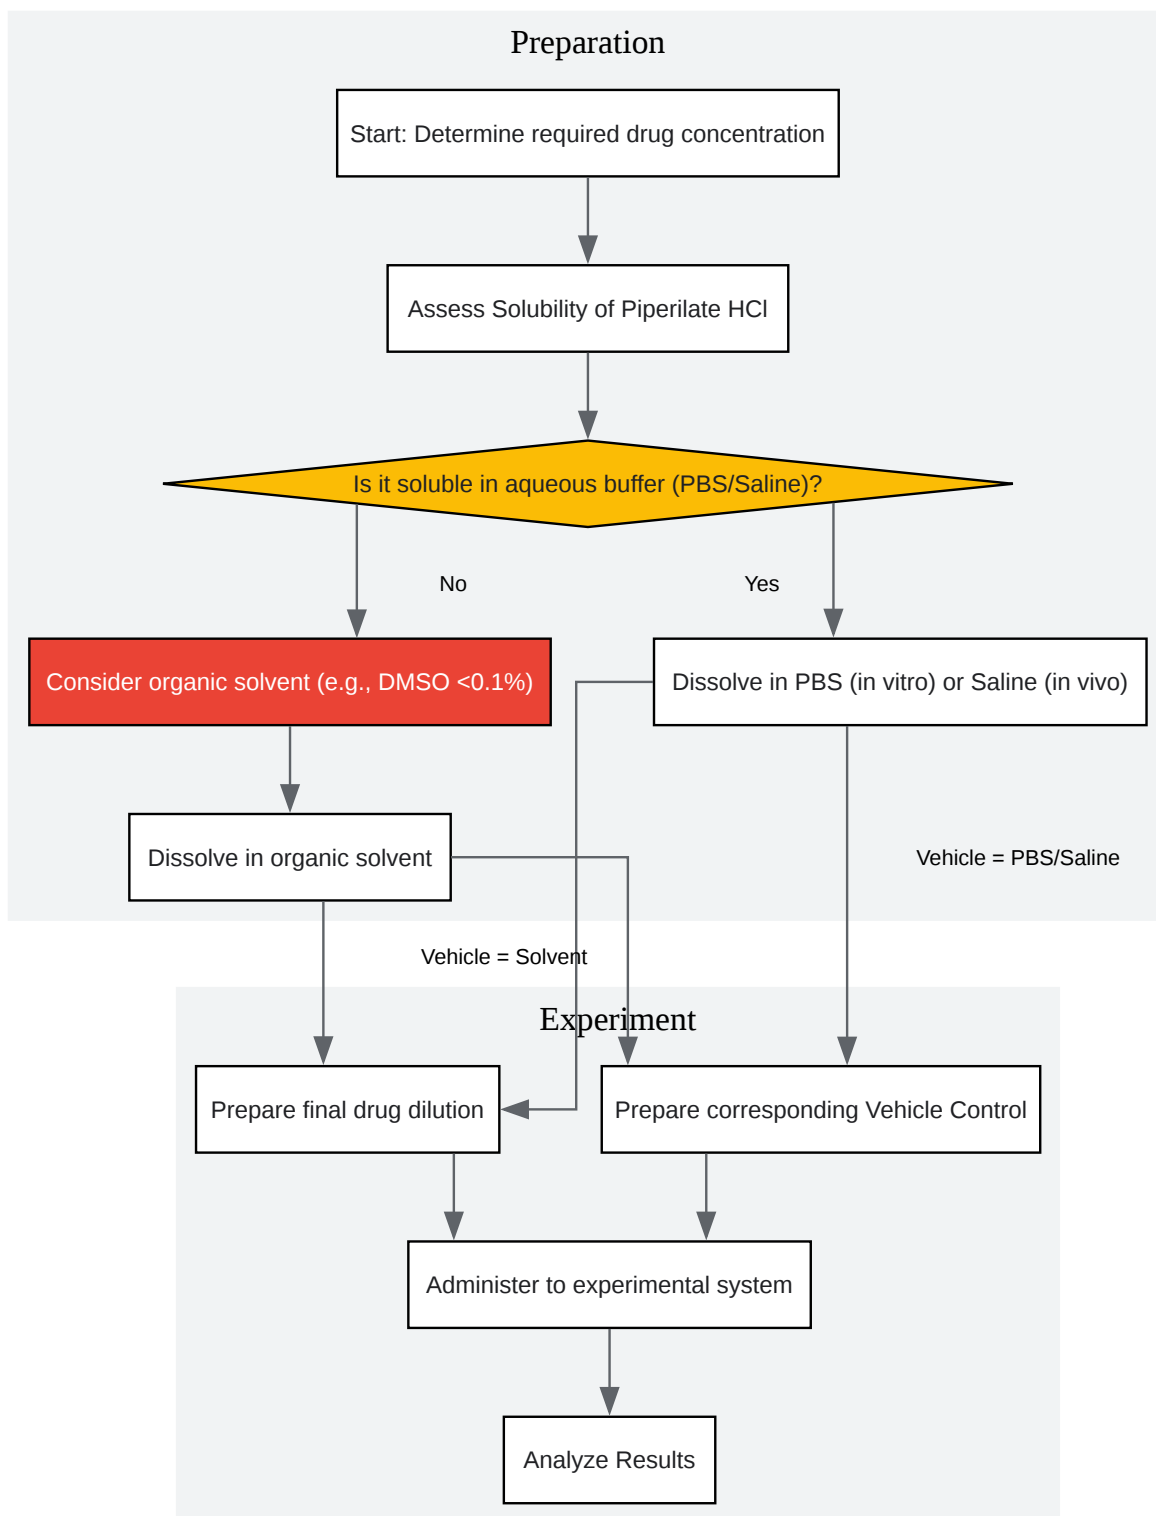 Preparation
Start: Determine required drug concentration
Assess Solubility of Piperilate HCl
Is it soluble in aqueous buffer (PBS/Saline)?
No
Yes
Consider organic solvent (e.g., DMSO <0.1%)
Dissolve in PBS (in vitro) or Saline (in vivo)
Dissolve in organic solvent
Vehicle = PBS/Saline
Vehicle = Solvent
Experiment
Prepare final drug dilution
Prepare corresponding Vehicle Control
Administer to experimental system
Analyze Results